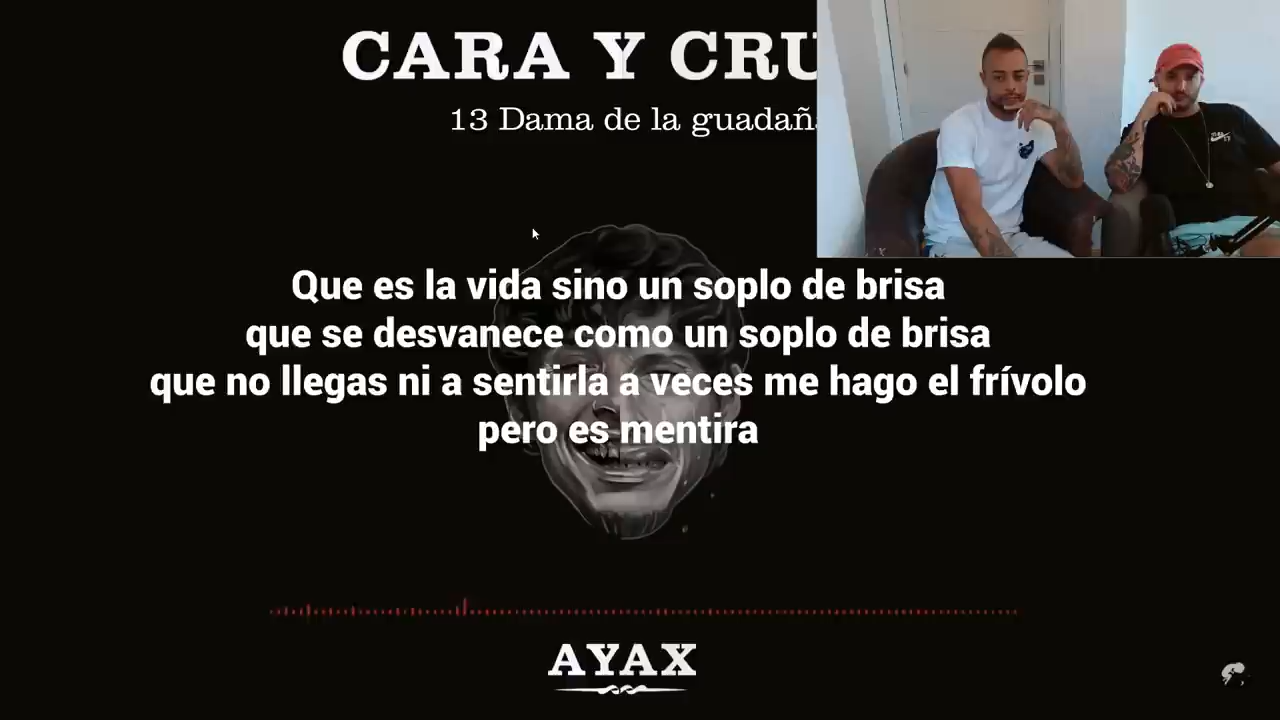 CARA Y CRU
13 Dama de la guadaña
Que es la vida sino un soplo de brisa
que se desvanece como un soplo de brisa
que no llegas ni a sentirla a veces me hago el frívolo
pero es mentira
AYAX